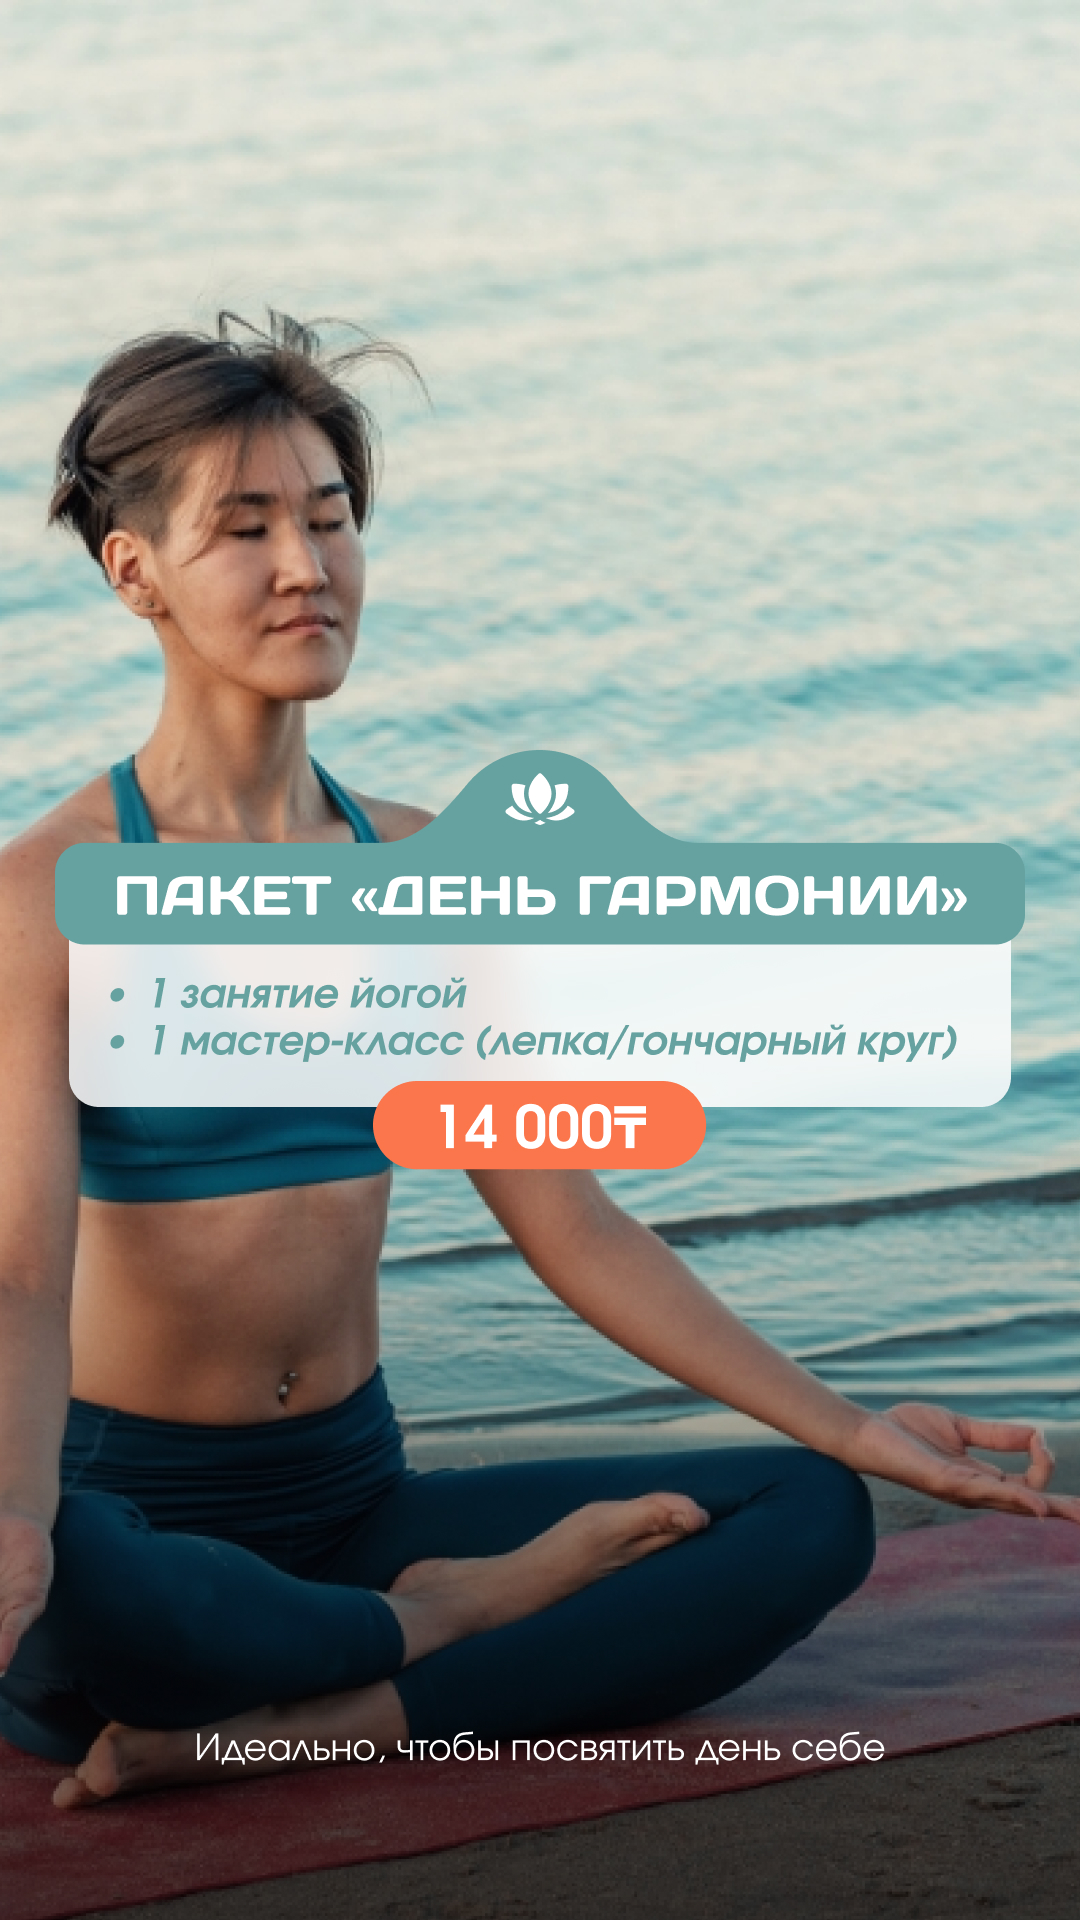 ПАКЕТ «ДЕНЬ ГАРМОНИИ»
• 1 занятие йогой
• 1 мастер-класс (лепка/гончарный круг)
14 000₸
Идеально, чтобы посвятить день себе